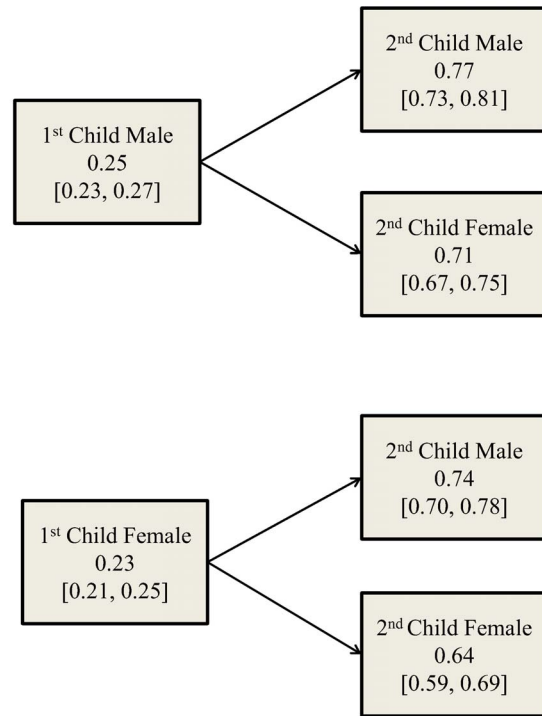 2nd Child Male
0.77
[0.73, 0.81]
1st Child Male
0.25
[0.23, 0.27]
2nd Child Female
0.71
[0.67, 0.75]
2nd Child Male
0.74
[0.70, 0.78]
1st Child Female
0.23
[0.21, 0.25]
2nd Child Female
0.64
[0.59, 0.69]